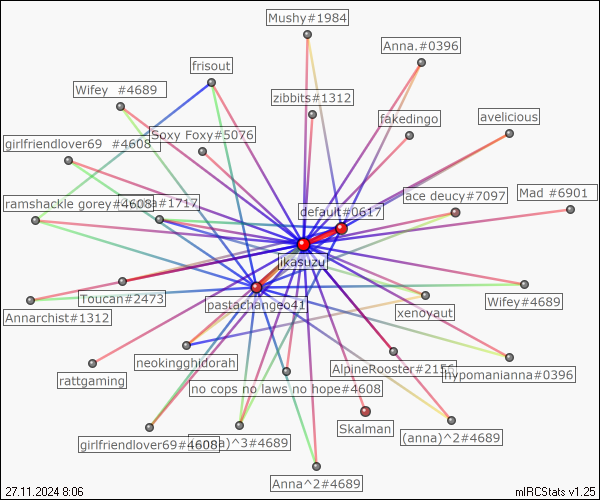 Mushy#1984
Anna.#0396
frisout
Wifey #4689
zibbits#1312
fakedingo
avelicious
Soxy Foxy#5076
girlfriendlover69 #4608
ace deucy#7097
Mad #6901
ramshackle gorey#4608
#1717
default#0617
ikasuzu
Toucan#2473
pastachangeo41
Wifey#4689
Annarchist#1312
xenoyaut
neokingghidorah
AlpineRooster#2156
hypomanianna#0396
rattgaming
no cops no laws no hope#4608
Skalman
(anna)^2#4689
girlfriendlover69#4608
)^3#4689
Anna^2#4689
27.11.2024 8:06
mIRCStats v1.25